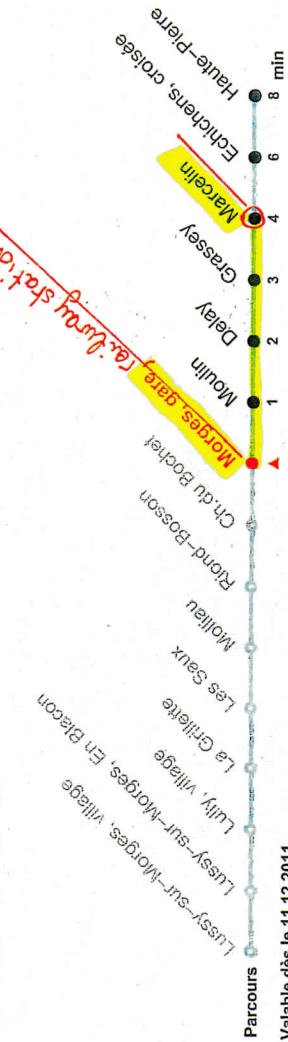 Lussy-sur-Morges, village
Lussy-sur-Morges, En Blacon
Lully, village
La Grillette
Les Saux
Molliau
Riond-Bosson
Ch.du Bochet
Morges, gare railway station
Moulin
Delay
Grassey
Marcelin
Echichens, croisée
Haute-Pierre
Parcours 1 2 3 4 6 8 min
Valable dès le 11.12.2011